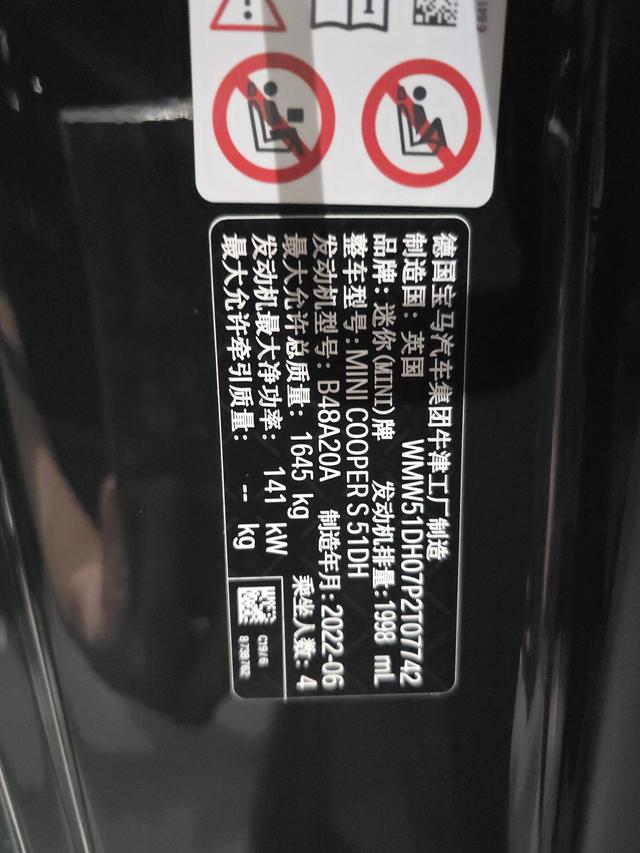 德国宝马汽车集团牛津工厂制造
制造国：英国 WMW51DH07P2T07742
品牌：迷你(MINI)牌 发动机排量：1998 mL
整车型号：MINI COOPER S 51DH
发动机型号：B48A20A 制造年月：2022-06
最大允许总质量：1645 kg 乘坐人数：4
发动机最大净功率：141 kW
最大允许牵引质量：-- kg